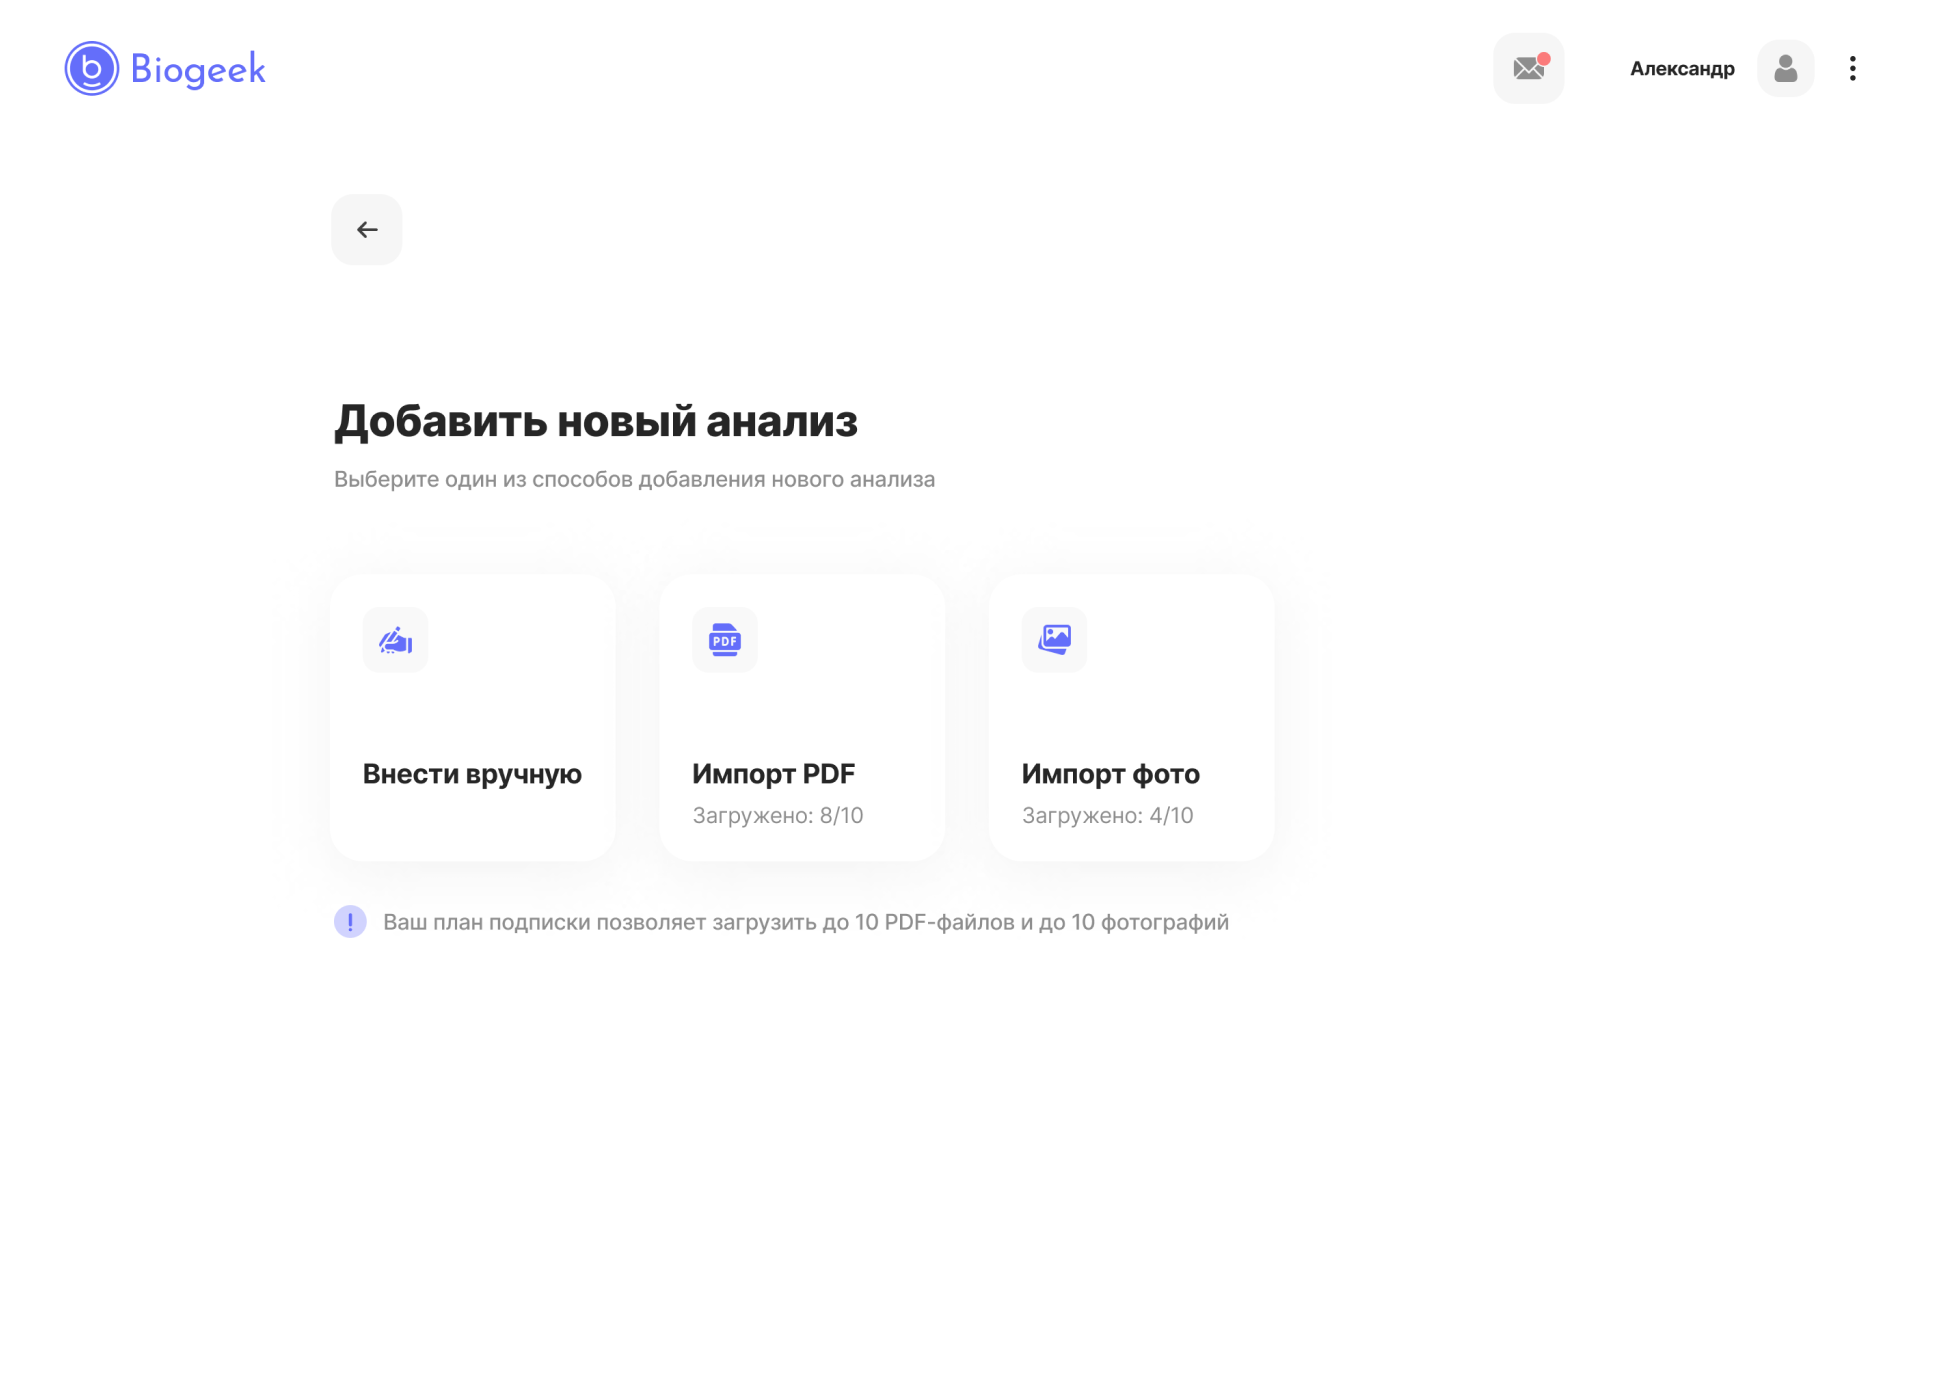 Biogeek
Александр
Добавить новый анализ
Выберите один из способов добавления нового анализа
PDF
Внести вручную
Импорт PDF
Загружено: 8/10
Импорт фото
Загружено: 4/10
! Ваш план подписки позволяет загрузить до 10 PDF-файлов и до 10 фотографий